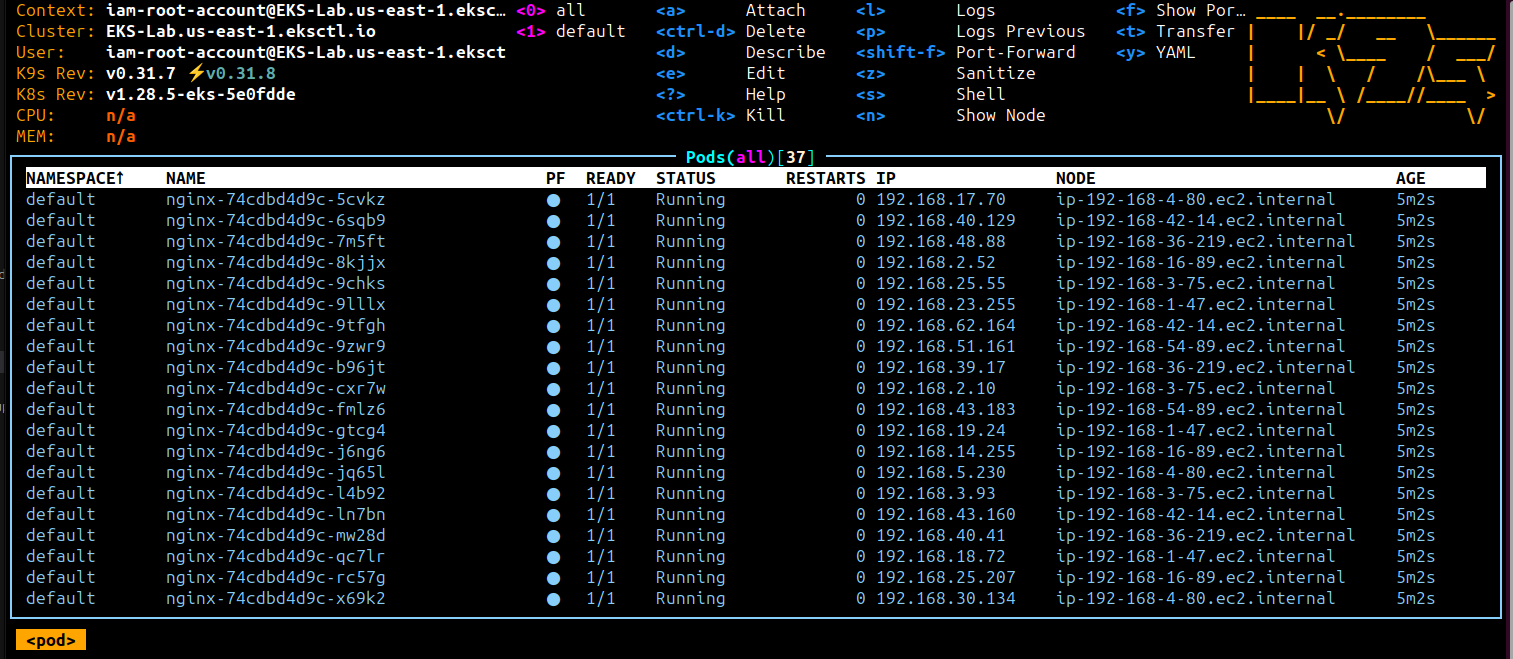 Context: iam-root-account@EKS-Lab.us-east-1.eksc… <0> all <a> Attach <l> Logs <f> Show Por…
Cluster: EKS-Lab.us-east-1.eksctl.io <1> default <ctrl-d> Delete <p> Logs Previous <t> Transfer
User: iam-root-account@EKS-Lab.us-east-1.eksct <d> Describe <shift-f> Port-Forward <y> YAML
K9s Rev: v0.31.7 ⚡v0.31.8 <e> Edit <z> Sanitize
K8s Rev: v1.28.5-eks-5e0fdde <?> Help <s> Shell
CPU: n/a <ctrl-k> Kill <n> Show Node
MEM: n/a
Pods(all)[37]
NAMESPACE↑ NAME PF READY STATUS RESTARTS IP NODE AGE
default nginx-74cdbd4d9c-5cvkz ● 1/1 Running 0 192.168.17.70 ip-192-168-4-80.ec2.internal 5m2s
default nginx-74cdbd4d9c-6sqb9 ● 1/1 Running 0 192.168.40.129 ip-192-168-42-14.ec2.internal 5m2s
default nginx-74cdbd4d9c-7m5ft ● 1/1 Running 0 192.168.48.88 ip-192-168-36-219.ec2.internal 5m2s
default nginx-74cdbd4d9c-8kjjx ● 1/1 Running 0 192.168.2.52 ip-192-168-16-89.ec2.internal 5m2s
default nginx-74cdbd4d9c-9chks ● 1/1 Running 0 192.168.25.55 ip-192-168-3-75.ec2.internal 5m2s
default nginx-74cdbd4d9c-9lllx ● 1/1 Running 0 192.168.23.255 ip-192-168-1-47.ec2.internal 5m2s
default nginx-74cdbd4d9c-9tfgh ● 1/1 Running 0 192.168.62.164 ip-192-168-42-14.ec2.internal 5m2s
default nginx-74cdbd4d9c-9zwr9 ● 1/1 Running 0 192.168.51.161 ip-192-168-54-89.ec2.internal 5m2s
default nginx-74cdbd4d9c-b96jt ● 1/1 Running 0 192.168.39.17 ip-192-168-36-219.ec2.internal 5m2s
default nginx-74cdbd4d9c-cxr7w ● 1/1 Running 0 192.168.2.10 ip-192-168-3-75.ec2.internal 5m2s
default nginx-74cdbd4d9c-fmlz6 ● 1/1 Running 0 192.168.43.183 ip-192-168-54-89.ec2.internal 5m2s
default nginx-74cdbd4d9c-gtcg4 ● 1/1 Running 0 192.168.19.24 ip-192-168-1-47.ec2.internal 5m2s
default nginx-74cdbd4d9c-j6ng6 ● 1/1 Running 0 192.168.14.255 ip-192-168-16-89.ec2.internal 5m2s
default nginx-74cdbd4d9c-jq65l ● 1/1 Running 0 192.168.5.230 ip-192-168-4-80.ec2.internal 5m2s
default nginx-74cdbd4d9c-l4b92 ● 1/1 Running 0 192.168.3.93 ip-192-168-3-75.ec2.internal 5m2s
default nginx-74cdbd4d9c-ln7bn ● 1/1 Running 0 192.168.43.160 ip-192-168-42-14.ec2.internal 5m2s
default nginx-74cdbd4d9c-mw28d ● 1/1 Running 0 192.168.40.41 ip-192-168-36-219.ec2.internal 5m2s
default nginx-74cdbd4d9c-qc7lr ● 1/1 Running 0 192.168.18.72 ip-192-168-1-47.ec2.internal 5m2s
default nginx-74cdbd4d9c-rc57g ● 1/1 Running 0 192.168.25.207 ip-192-168-16-89.ec2.internal 5m2s
default nginx-74cdbd4d9c-x69k2 ● 1/1 Running 0 192.168.30.134 ip-192-168-4-80.ec2.internal 5m2s
<pod>